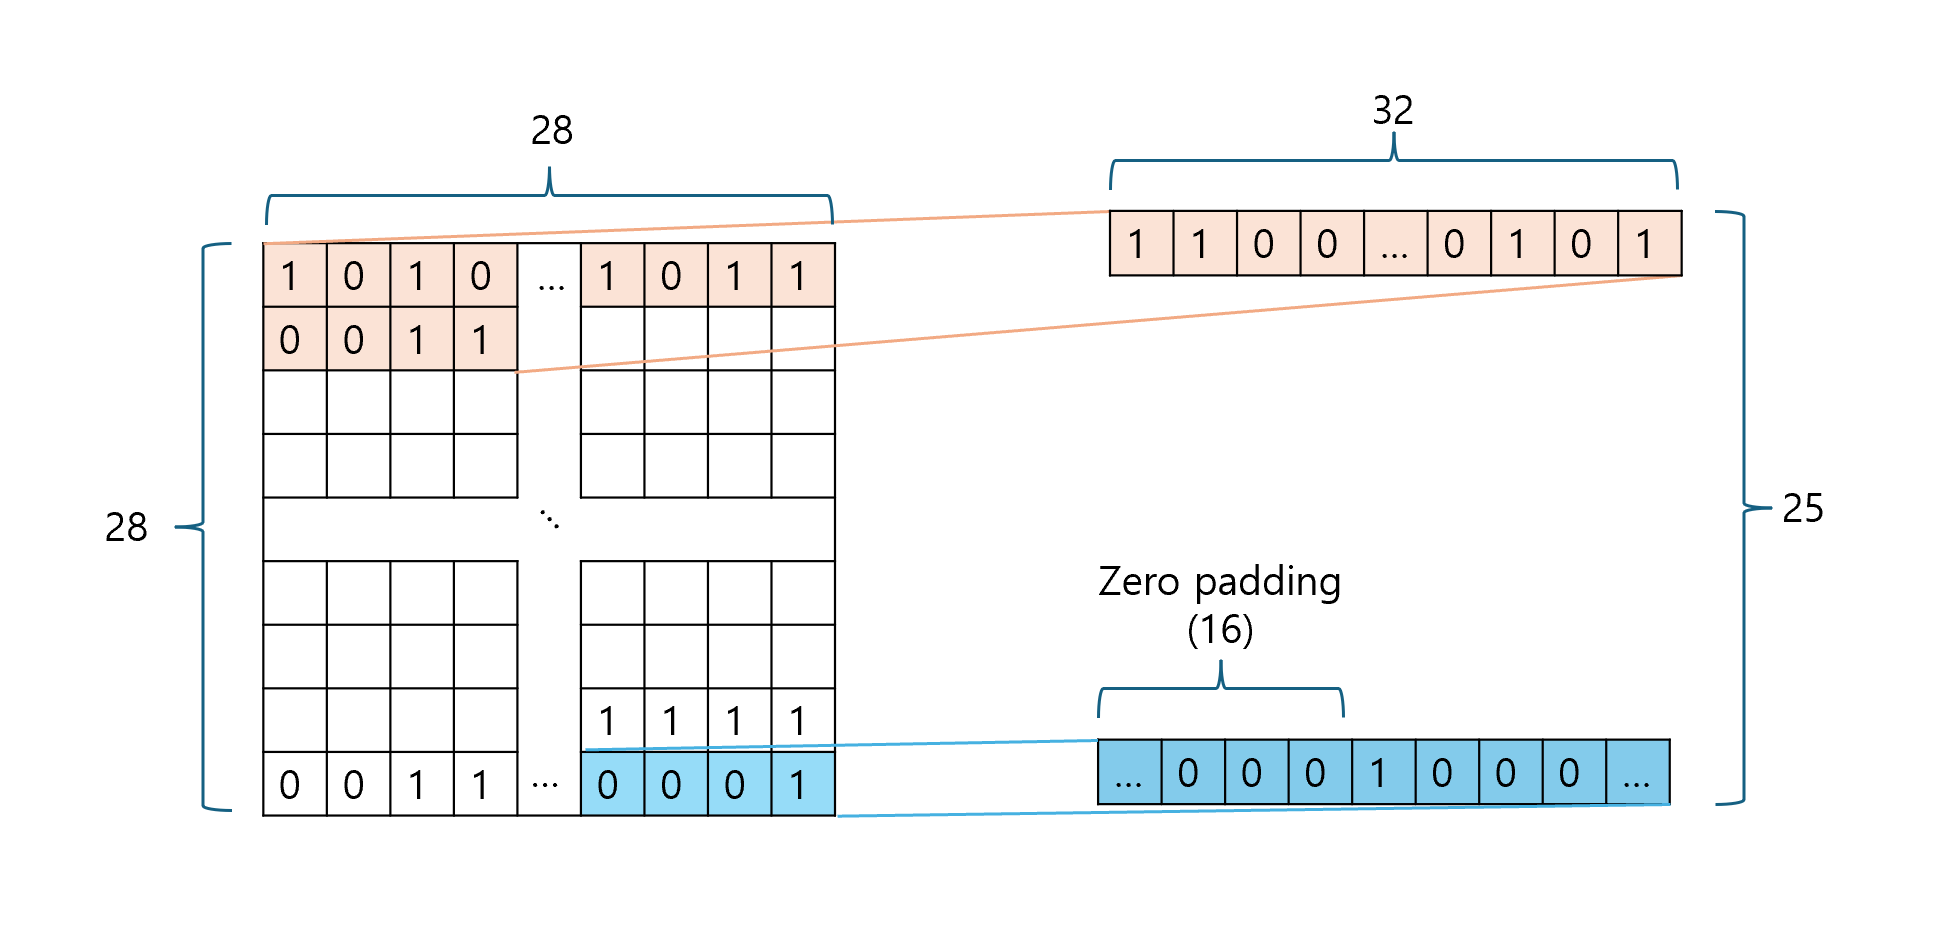 32
28
1 1 0 0 ... 0 1 0 1
1 0 1 0 ... 1 0 1 1
0 0 1 1
28
25
⋱
Zero padding
(16)
1 1 1 1
0 0 1 1 ... 0 0 0 1
... 0 0 0 1 0 0 0 ...